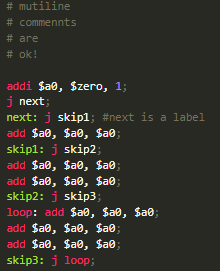 # mutiline
# commennts
# are
# ok!
addi $a0, $zero, 1;
j next;
next: j skip1; #next is a label
add $a0, $a0, $a0;
skip1: j skip2;
add $a0, $a0, $a0;
add $a0, $a0, $a0;
skip2: j skip3;
loop: add $a0, $a0, $a0;
add $a0, $a0, $a0;
add $a0, $a0, $a0;
skip3: j loop;